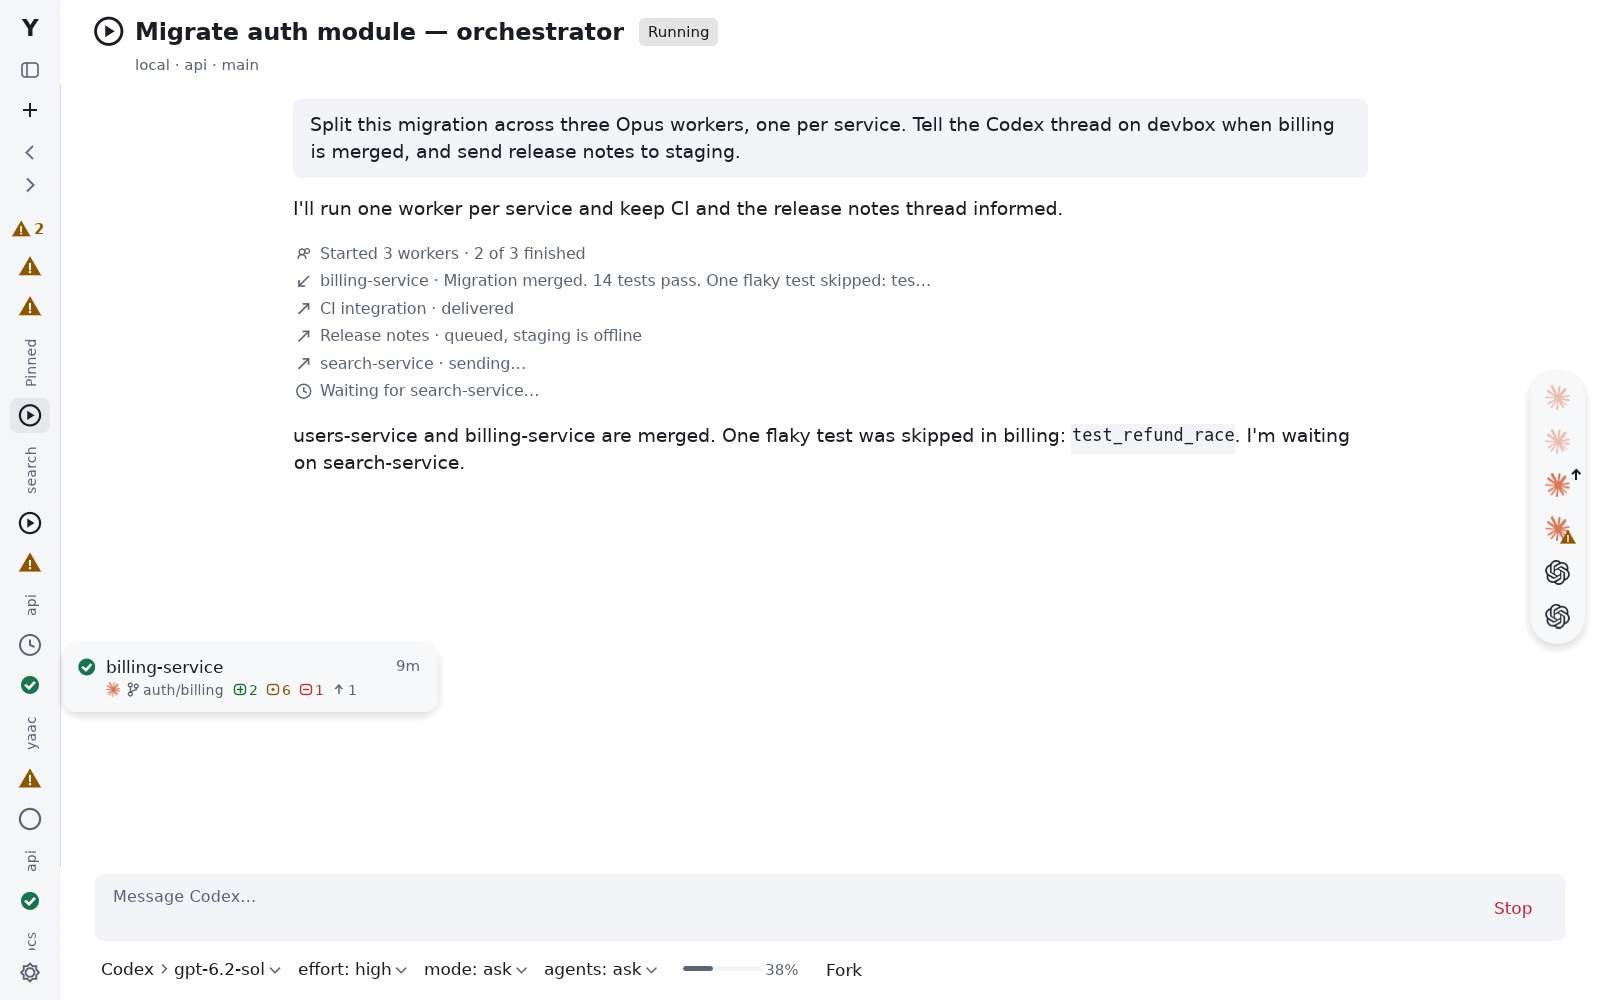 Y
Migrate auth module — orchestrator
Running
local · api · main
Split this migration across three Opus workers, one per service. Tell the Codex thread on devbox when billing
is merged, and send release notes to staging.
I'll run one worker per service and keep CI and the release notes thread informed.
Started 3 workers · 2 of 3 finished
billing-service · Migration merged. 14 tests pass. One flaky test skipped: tes…
CI integration · delivered
Release notes · queued, staging is offline
search-service · sending…
Waiting for search-service…
users-service and billing-service are merged. One flaky test was skipped in billing: test_refund_race. I'm waiting
on search-service.
2
Pinned
search
api
billing-service 9m
auth/billing 2 6 1 1
yaac
api
Message Codex…
Stop
Codex gpt-6.2-sol effort: high mode: ask agents: ask 38% Fork